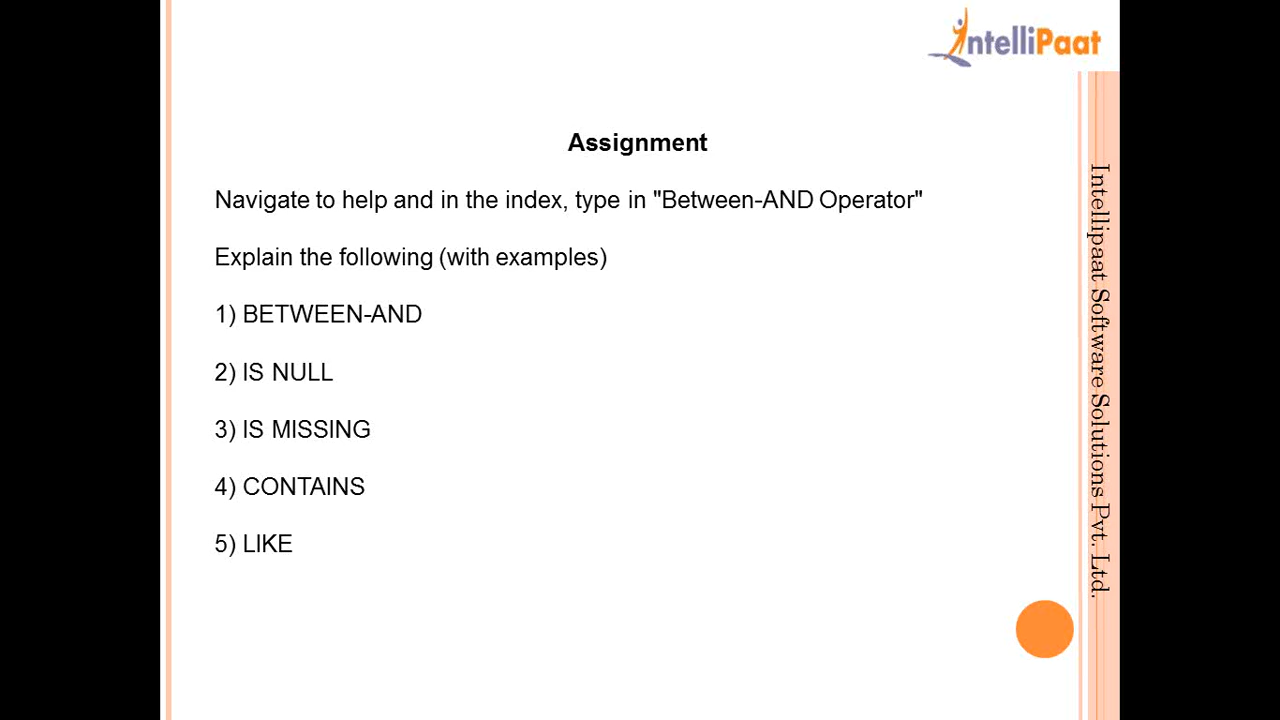 IntelliPaat
Assignment
Navigate to help and in the index, type in "Between-AND Operator"
Explain the following (with examples)
1) BETWEEN-AND
2) IS NULL
3) IS MISSING
4) CONTAINS
5) LIKE
Intellipaat Software Solutions Pvt. Ltd.